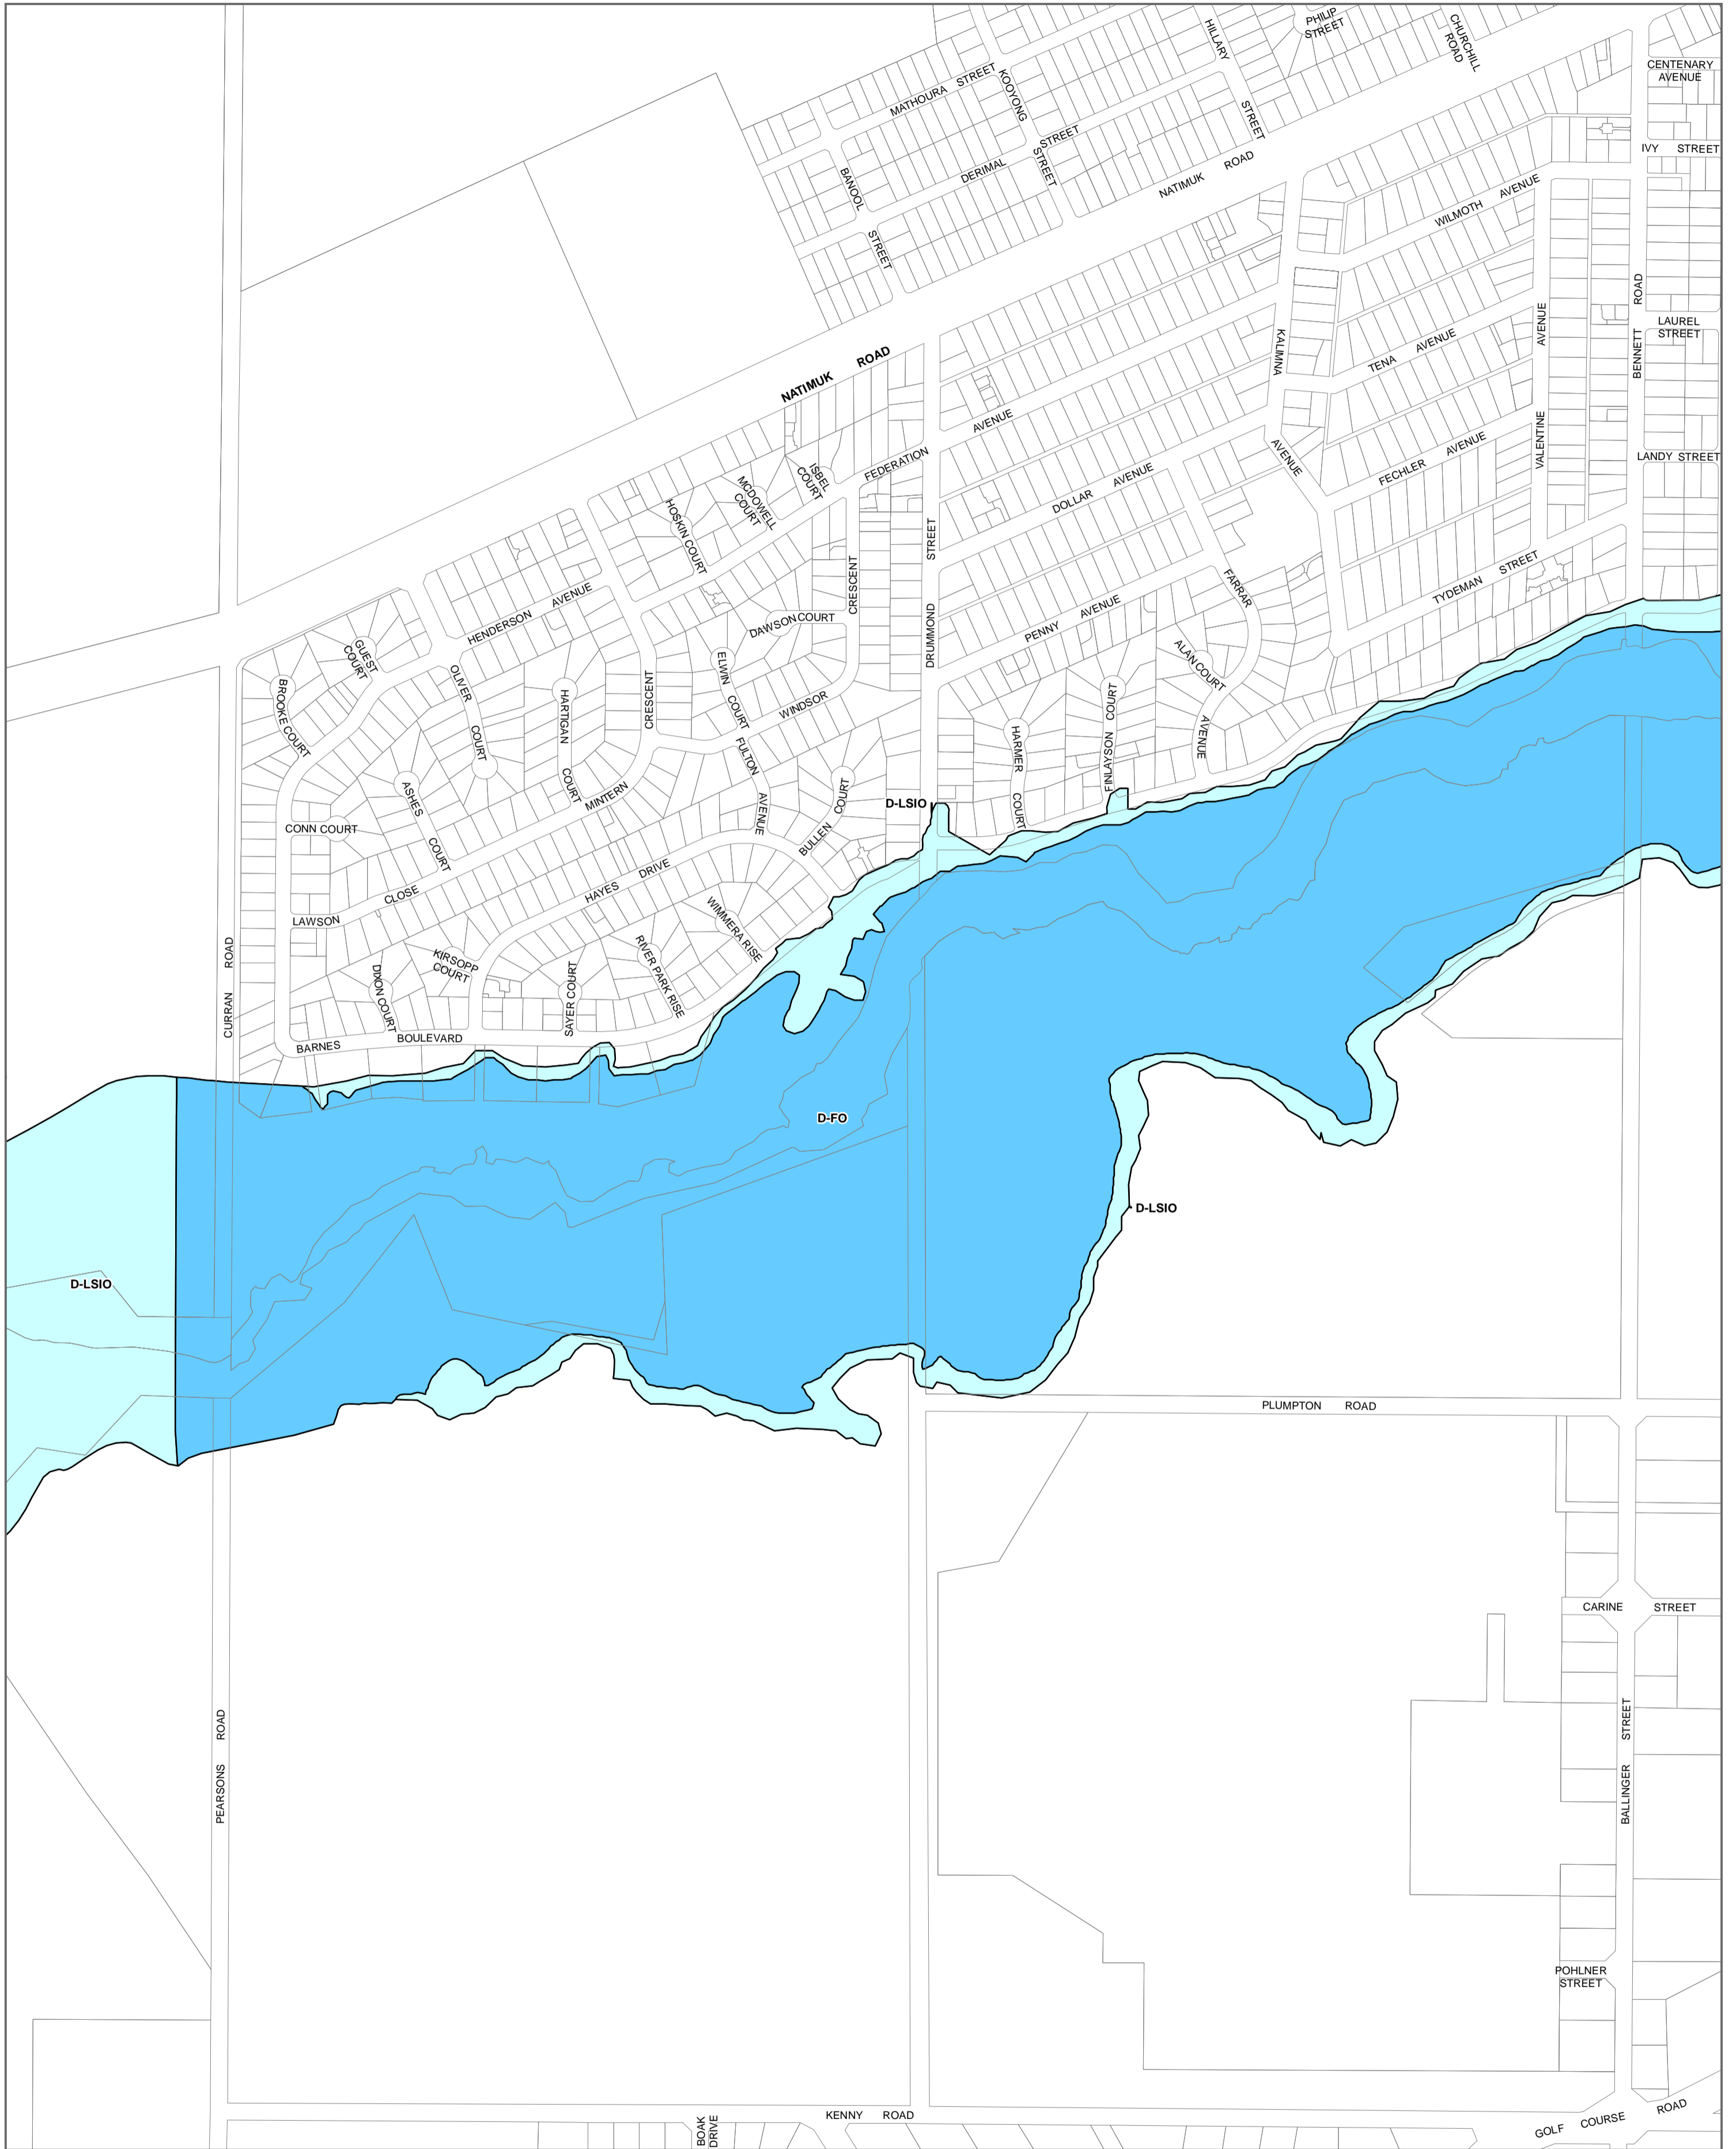 PHILIP
STREET
HILLARY
STREET
CHURCHILL
ROAD
CENTENARY
AVENUE
MATHOURA STREET
KOOYONG
STREET
STREET
DERIMAL
BANOOL
STREET
NATIMUK ROAD
IVY STREET
WILMOTH AVENUE
LAUREL
STREET
BENNETT ROAD
VALENTINE AVENUE
TENA AVENUE
KALIMNA
AVENUE
NATIMUK ROAD
AVENUE
FEDERATION
ISBEL
COURT
MCDOWELL
COURT
HOSKIN COURT
DOLLAR AVENUE
FECHLER AVENUE
LANDY STREET
DRUMMOND STREET
CRESCENT
TYDEMAN STREET
FARRAR
AVENUE
HENDERSON AVENUE
DAWSON COURT
PENNY AVENUE
ALAN COURT
GUEST
COURT
BROOKE COURT
OLIVER
COURT
HARTIGAN
COURT
CRESCENT
ELWIN COURT
WINDSOR
FULTON
AVENUE
HARMER
COURT
FINLAYSON COURT
ASHES
COURT
MINTERN
BULLEN COURT
D-LSIO
CONN COURT
HAYES DRIVE
CLOSE
LAWSON
WIMMERA RISE
RIVER PARK RISE
KIRSOPP
COURT
DIXON COURT
SAYER COURT
CURRAN ROAD
BARNES BOULEVARD
D-FO
D-LSIO
D-LSIO
PLUMPTON ROAD
CARINE STREET
BALLINGER STREET
PEARSONS ROAD
POHLNER
STREET
KENNY ROAD
BOAK
DRIVE
GOLF COURSE ROAD